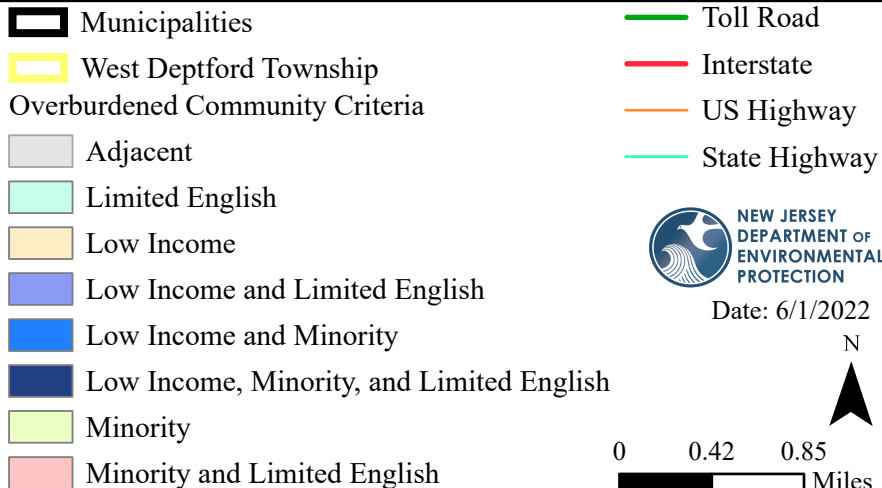 Municipalities
West Deptford Township
Overburdened Community Criteria
Adjacent
Limited English
Low Income
Low Income and Limited English
Low Income and Minority
Low Income, Minority, and Limited English
Minority
Minority and Limited English
Toll Road
Interstate
US Highway
State Highway
NEW JERSEY
DEPARTMENT OF
ENVIRONMENTAL
PROTECTION
Date: 6/1/2022
N
0 0.42 0.85
Miles